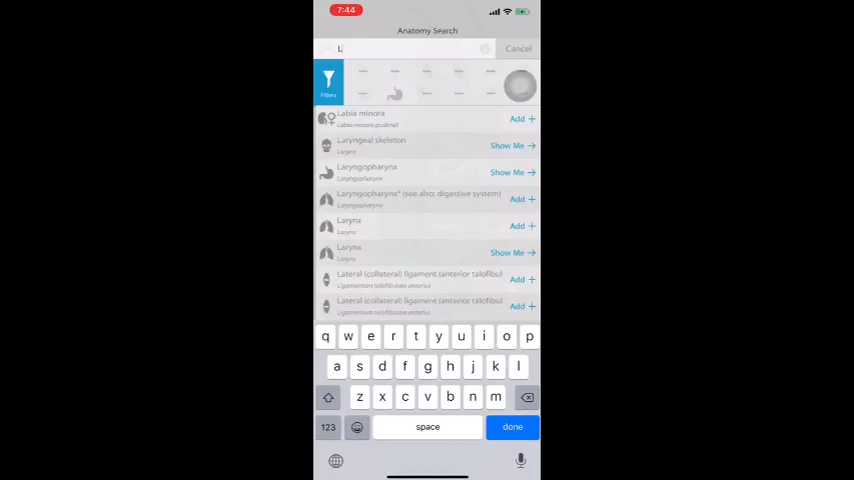 7:44
Anatomy Search
L
Cancel
Filters
Labia minora
Labia minora pudendi
Add +
Laryngeal skeleton
Larynx
Show Me →
Laryngopharynx
Laryngopharynx
Show Me →
Laryngopharynx* (see also: digestive system)
Laryngopharynx
Add +
Larynx
Larynx
Add +
Larynx
Larynx
Show Me →
Lateral (collateral) ligament (anterior talofibul
Ligamentum talofibulare anterius
Add +
Lateral (collateral) ligament (anterior talofibul
Ligamentum talofibulare anterius
Add +
q w e r t y u i o p
a s d f g h j k l
z x c v b n m
123 space done